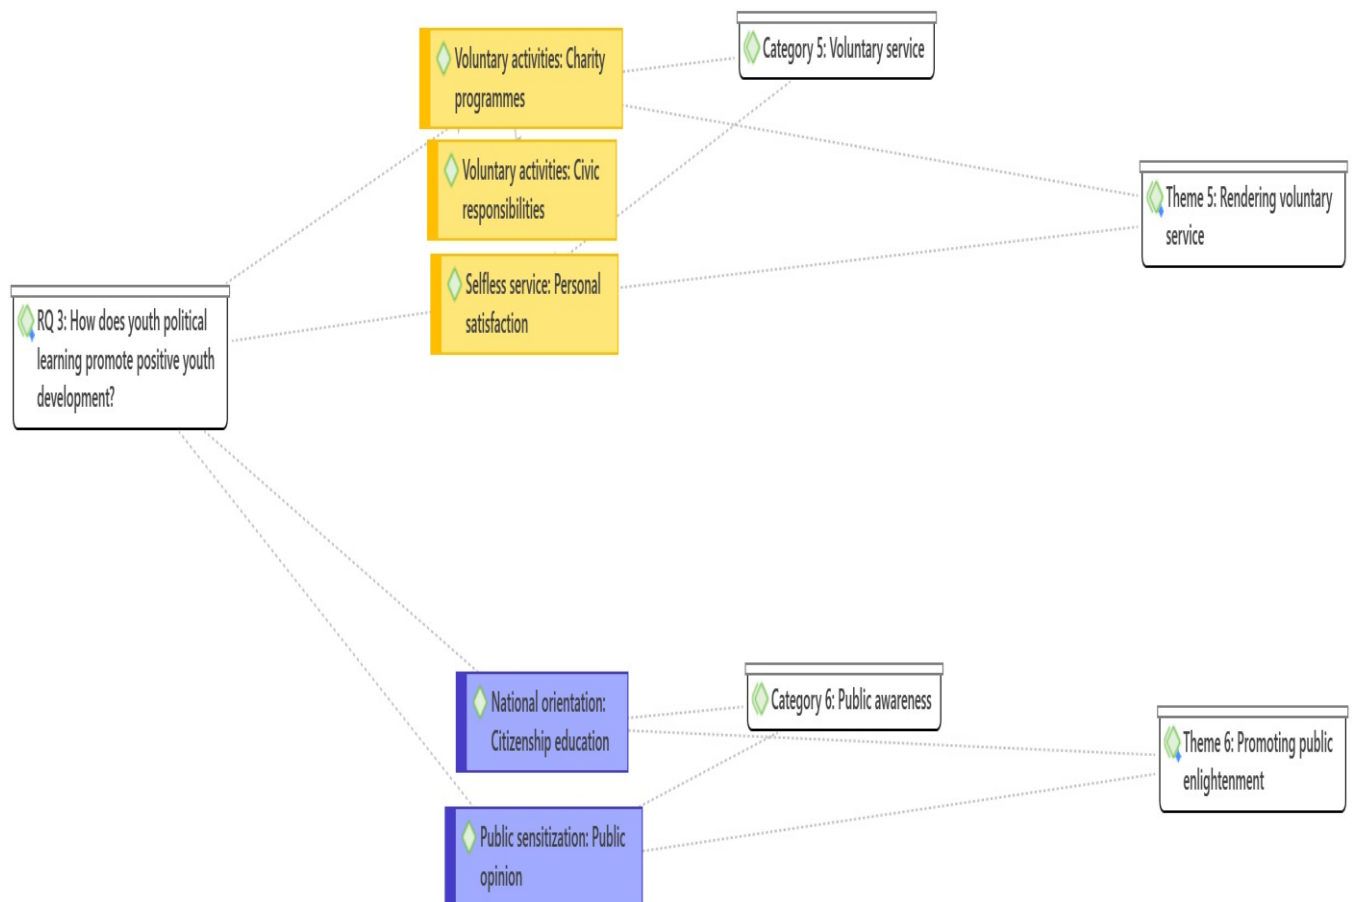 Voluntary activities: Charity
programmes
Category 5: Voluntary service
Voluntary activities: Civic
responsibilities
Theme 5: Rendering voluntary
service
Selfless service: Personal
satisfaction
RQ 3: How does youth political
learning promote positive youth
development?
National orientation:
Citizenship education
Category 6: Public awareness
Theme 6: Promoting public
enlightenment
Public sensitization: Public
opinion